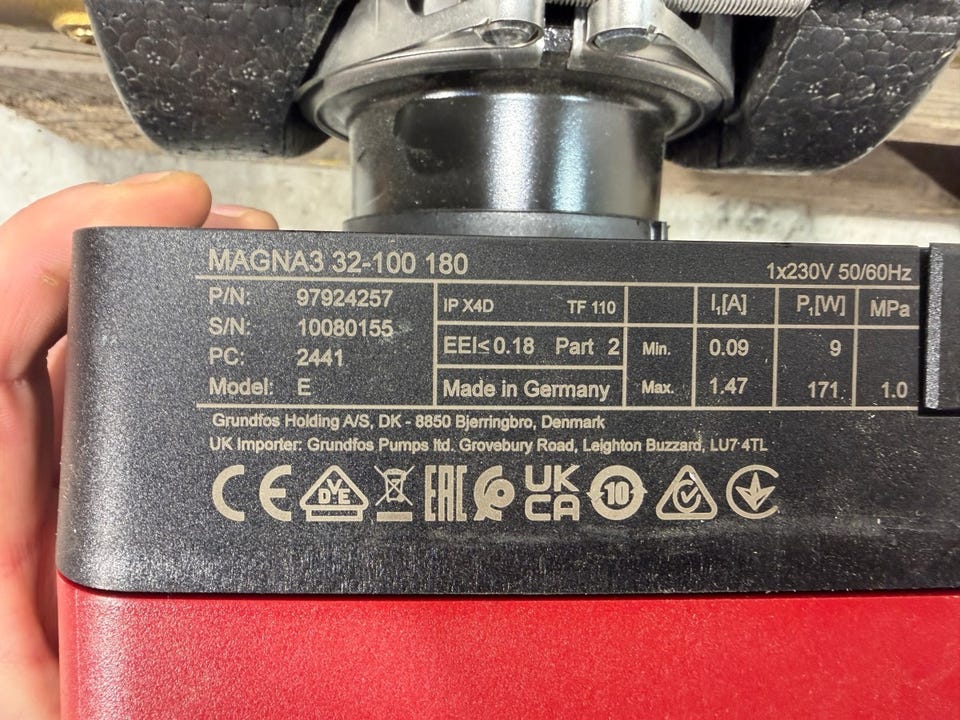 MAGNA3 32-100 180
1x230V 50/60Hz
P/N: 97924257
S/N: 10080155
PC: 2441
Model: E
IP X4D TF 110
EEI≤0.18 Part 2
Made in Germany
I₁[A] P₁[W] MPa
Min. 0.09 9
Max. 1.47 171 1.0
Grundfos Holding A/S, DK - 8850 Bjerringbro, Denmark
UK Importer: Grundfos Pumps ltd. Grovebury Road, Leighton Buzzard, LU7 4TL
CE DVE EAC UK CA 10